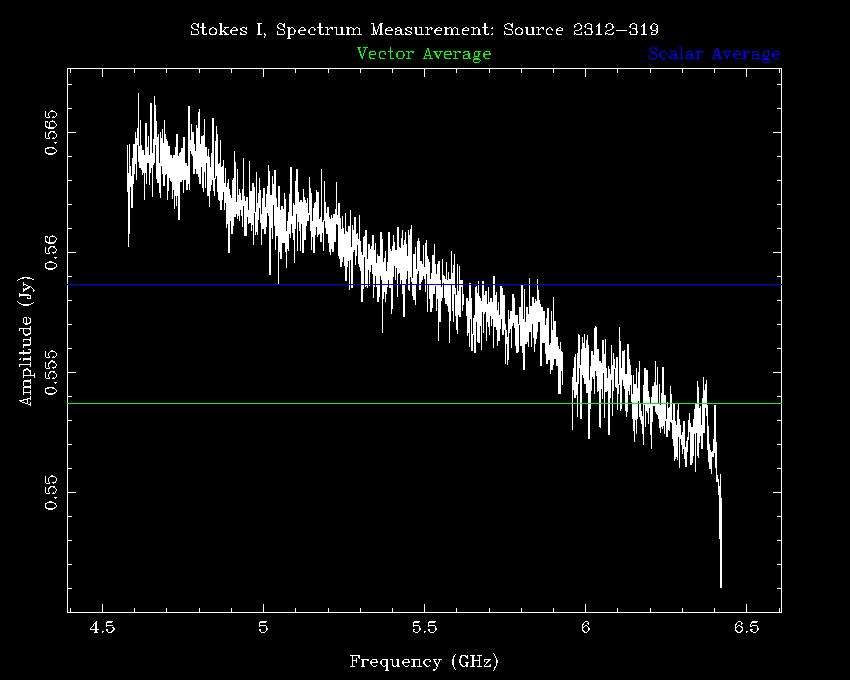 Stokes I, Spectrum Measurement: Source 2312−319
Vector Average
Scalar Average
0.565
0.56
0.555
0.55
Amplitude (Jy)
4.5
5
5.5
6
6.5
Frequency (GHz)